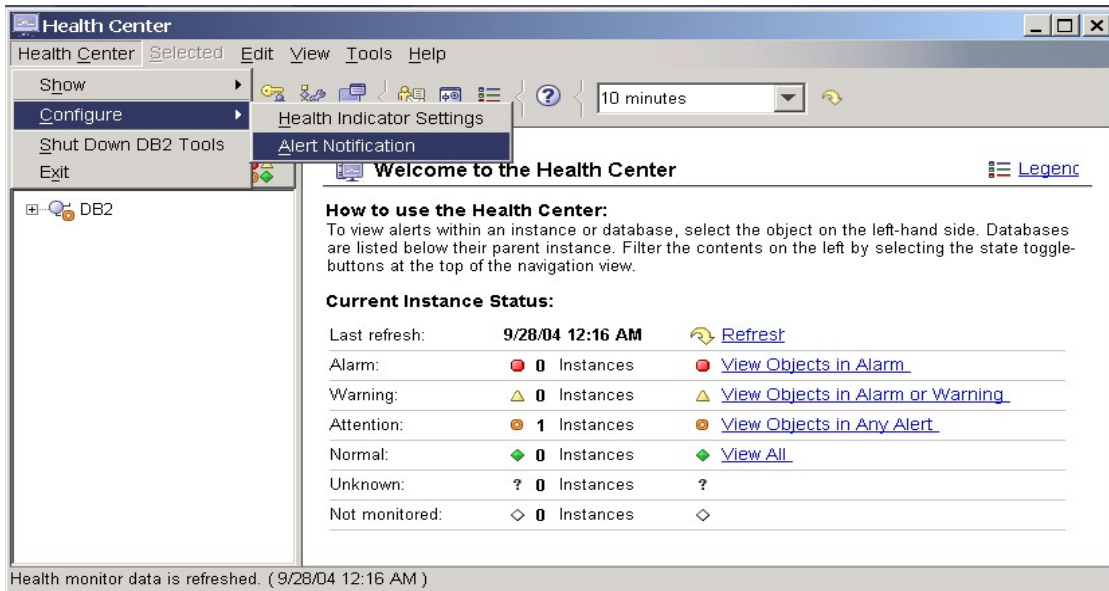 Health Center
Health Center Selected Edit View Tools Help
Show
Configure
Shut Down DB2 Tools
Exit
Health Indicator Settings
Alert Notification
10 minutes
DB2
Welcome to the Health Center
Legend
How to use the Health Center:
To view alerts within an instance or database, select the object on the left-hand side. Databases
are listed below their parent instance. Filter the contents on the left by selecting the state toggle-
buttons at the top of the navigation view.
Current Instance Status:
Last refresh: 9/28/04 12:16 AM Refresh
Alarm: 0 Instances View Objects in Alarm
Warning: 0 Instances View Objects in Alarm or Warning
Attention: 1 Instances View Objects in Any Alert
Normal: 0 Instances View All
Unknown: ? 0 Instances ?
Not monitored: 0 Instances
Health monitor data is refreshed. ( 9/28/04 12:16 AM )